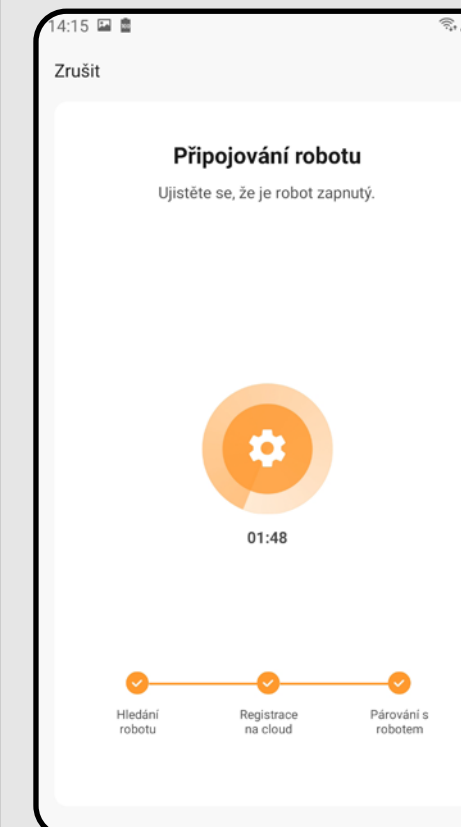 14:15
Zrušit
Připojování robotu
Ujistěte se, že je robot zapnutý.
01:48
Hledání
robotu
Registrace
na cloud
Párování s
robotem